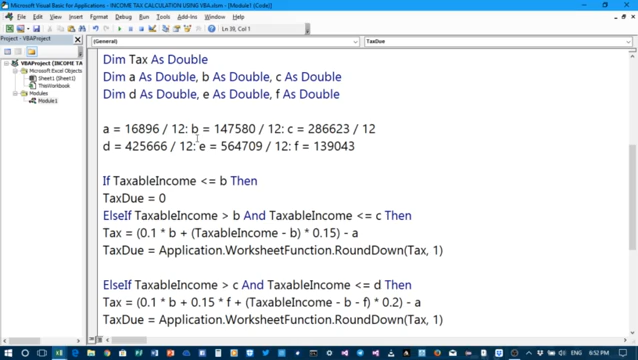 Microsoft Visual Basic for Applications - INCOME TAX CALCULATION USING VBA.xlsm - [Module1 (Code)]
File Edit View Insert Format Debug Run Tools Add-Ins Window Help
Ln 39, Col 1
Project - VBAProject
(General)
TaxDue
VBAProject (INCOME TAX
Microsoft Excel Objects
Sheet1 (Sheet1)
ThisWorkbook
Modules
Module1
Dim Tax As Double
Dim a As Double, b As Double, c As Double
Dim d As Double, e As Double, f As Double
a = 16896 / 12: b = 147580 / 12: c = 286623 / 12
d = 425666 / 12: e = 564709 / 12: f = 139043
If TaxableIncome <= b Then
TaxDue = 0
ElseIf TaxableIncome > b And TaxableIncome <= c Then
Tax = (0.1 * b + (TaxableIncome - b) * 0.15) - a
TaxDue = Application.WorksheetFunction.RoundDown(Tax, 1)
ElseIf TaxableIncome > c And TaxableIncome <= d Then
Tax = (0.1 * b + 0.15 * f + (TaxableIncome - b - f) * 0.2) - a
TaxDue = Application.WorksheetFunction.RoundDown(Tax, 1)
6:52 PM